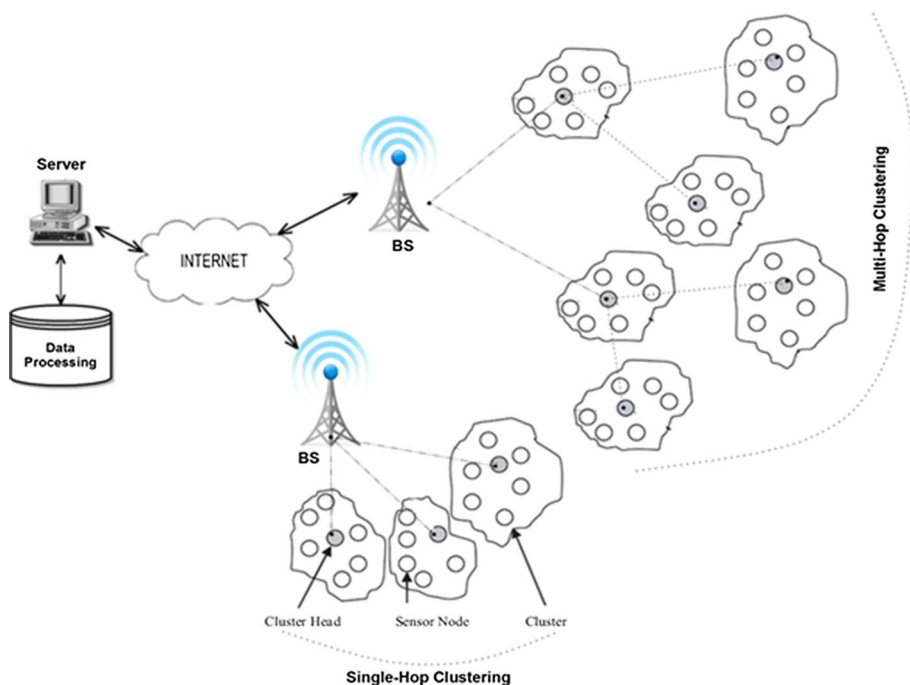 Server
BS
INTERNET
Data
Processing
Multi-Hop Clustering
BS
Cluster Head
Sensor Node
Cluster
Single-Hop Clustering